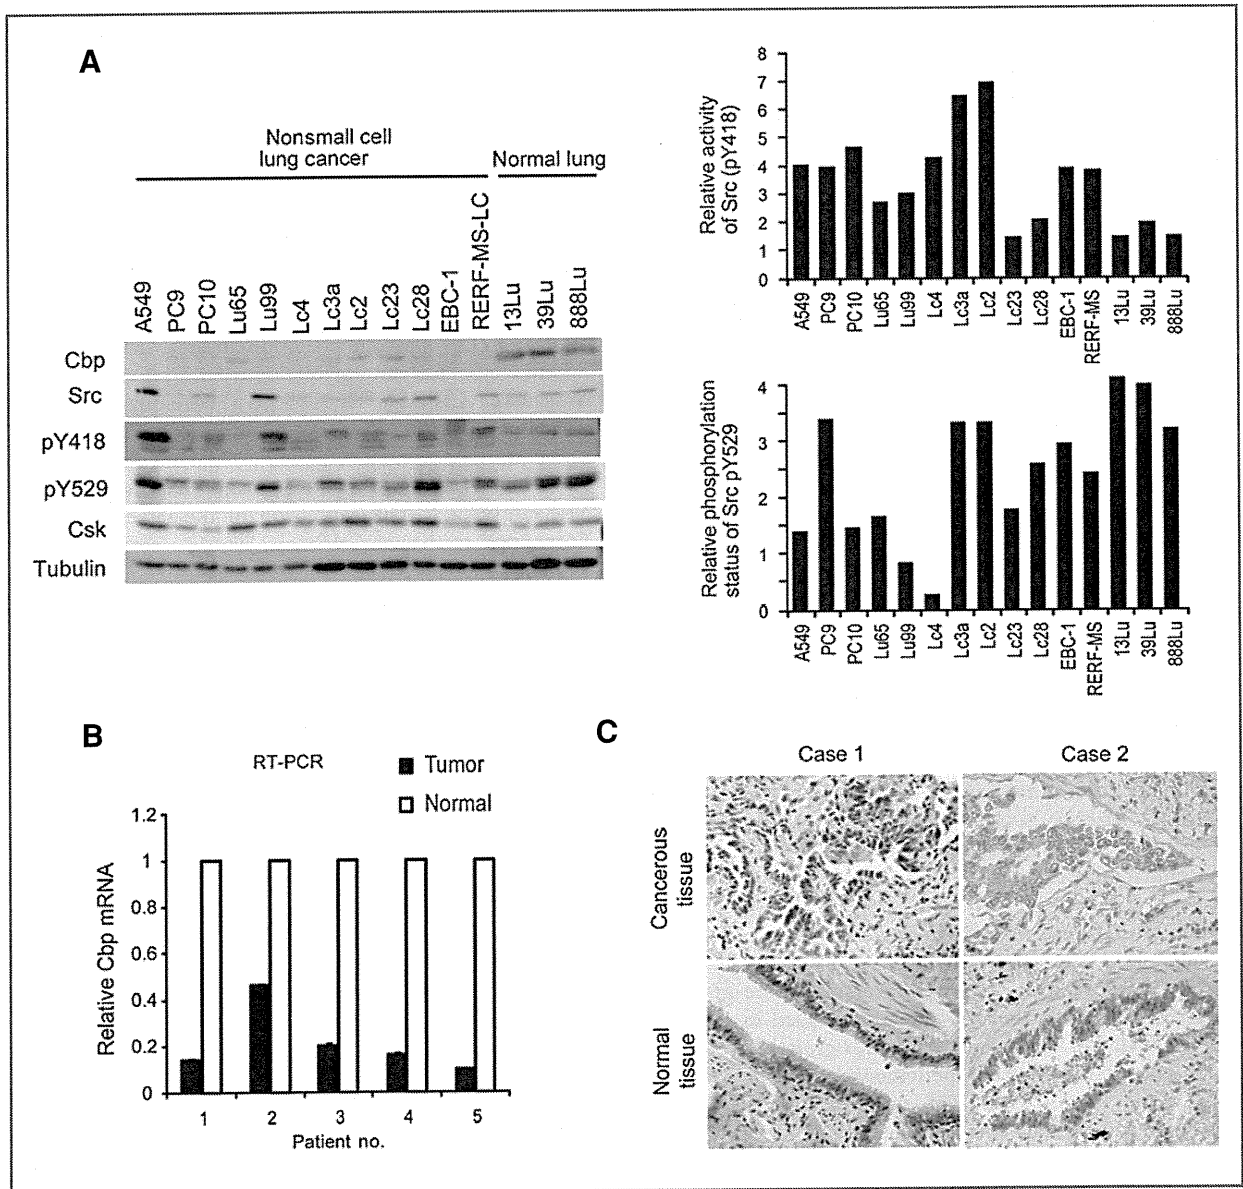 A
Nonsmall cell
lung cancer
Normal lung
A549
PC9
PC10
Lu65
Lu99
Lc4
Lc3a
Lc2
Lc23
Lc28
EBC-1
RERF-MS-LC
13Lu
39Lu
888Lu
Cbp
Src
pY418
pY529
Csk
Tubulin
Relative activity
of Src (pY418)
8
7
6
5
4
3
2
1
0
A549
PC9
PC10
Lu65
Lu99
Lc4
Lc3a
Lc2
Lc23
Lc28
EBC-1
RERF-MS
13Lu
39Lu
888Lu
Relative phosphorylation
status of Src pY529
4
3
2
1
0
A549
PC9
PC10
Lu65
Lu99
Lc4
Lc3a
Lc2
Lc23
Lc28
EBC-1
RERF-MS
13Lu
39Lu
888Lu
B
RT-PCR
Tumor
Normal
Relative Cbp mRNA
1.2
1
0.8
0.6
0.4
0.2
0
1
2
3
4
5
Patient no.
C
Case 1
Case 2
Cancerous
tissue
Normal
tissue